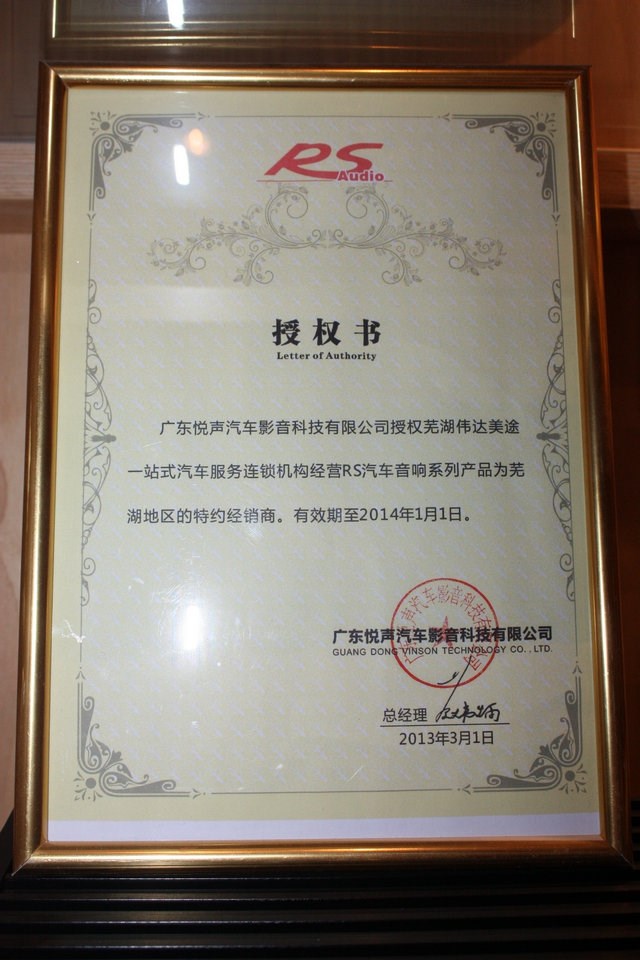 RS
Audio
授权书
Letter of Authority
广东悦声汽车影音科技有限公司授权芜湖伟达美途
一站式汽车服务连锁机构经营RS汽车音响系列产品为芜
湖地区的特约经销商。有效期至2014年1月1日。
广东悦声汽车影音科技有限公司
GUANG DONG VINSON TECHNOLOGY CO.,LTD.
总经理
2013年3月1日